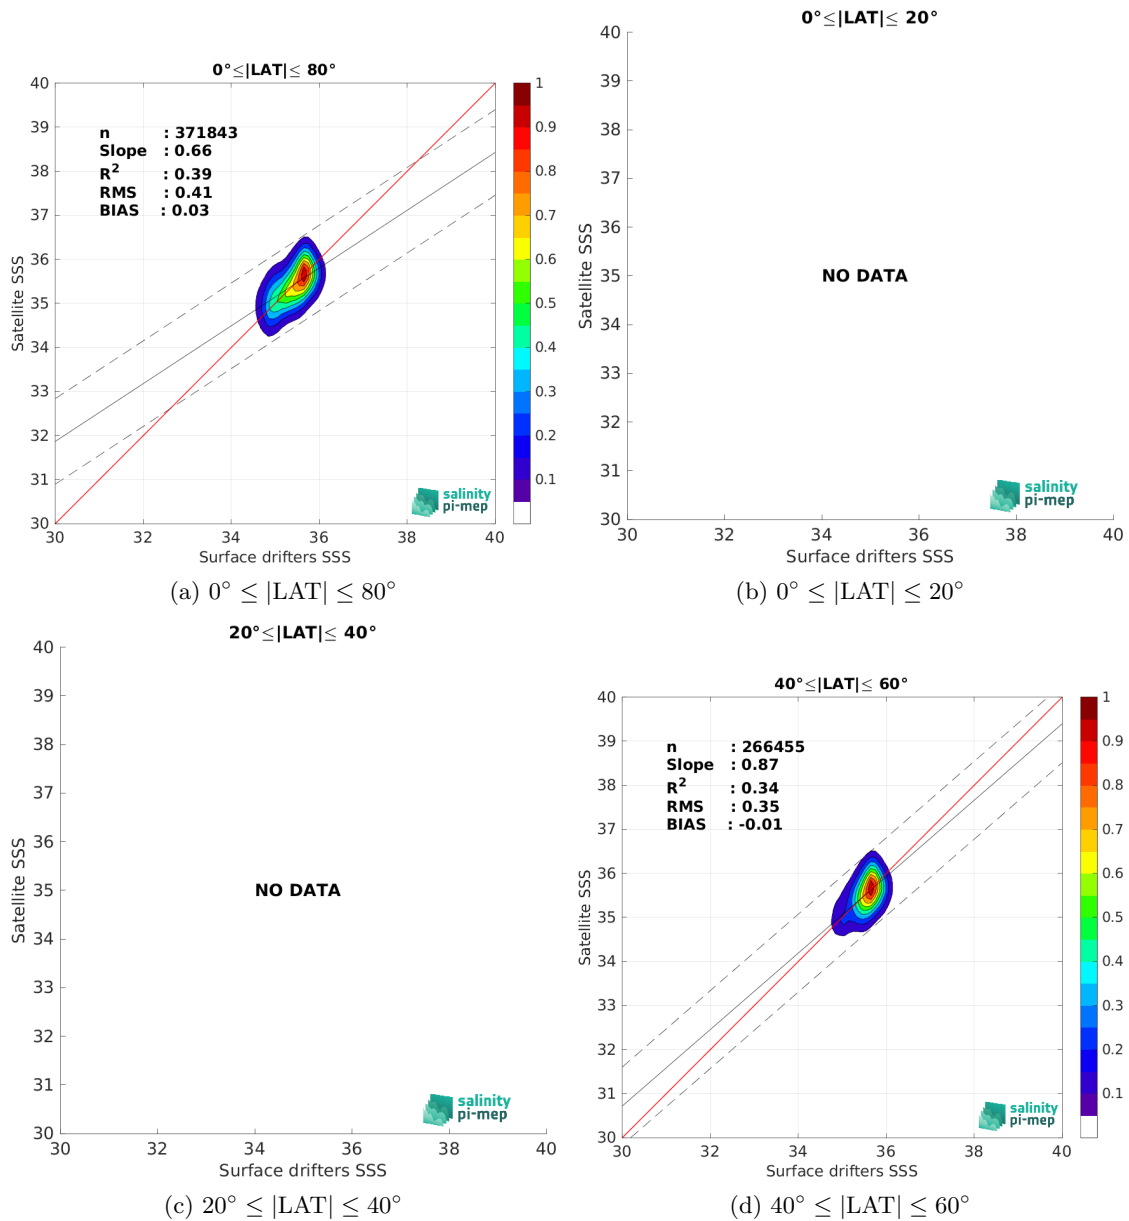 0°≤|LAT|≤ 80°
40
39
38
37
36
35
34
33
32
31
30
Satellite SSS
n : 371843
Slope : 0.66
R² : 0.39
RMS : 0.41
BIAS : 0.03
salinity
pi-mep
30 32 34 36 38 40
Surface drifters SSS
1
0.9
0.8
0.7
0.6
0.5
0.4
0.3
0.2
0.1
(a) 0° ≤ |LAT| ≤ 80°
0°≤|LAT|≤ 20°
40
39
38
37
36
35
34
33
32
31
30
Satellite SSS
NO DATA
salinity
pi-mep
30 32 34 36 38 40
Surface drifters SSS
(b) 0° ≤ |LAT| ≤ 20°
20°≤|LAT|≤ 40°
40
39
38
37
36
35
34
33
32
31
30
Satellite SSS
NO DATA
salinity
pi-mep
30 32 34 36 38 40
Surface drifters SSS
(c) 20° ≤ |LAT| ≤ 40°
40°≤|LAT|≤ 60°
40
39
38
37
36
35
34
33
32
31
30
Satellite SSS
n : 266455
Slope : 0.87
R² : 0.34
RMS : 0.35
BIAS : -0.01
salinity
pi-mep
30 32 34 36 38 40
Surface drifters SSS
1
0.9
0.8
0.7
0.6
0.5
0.4
0.3
0.2
0.1
(d) 40° ≤ |LAT| ≤ 60°